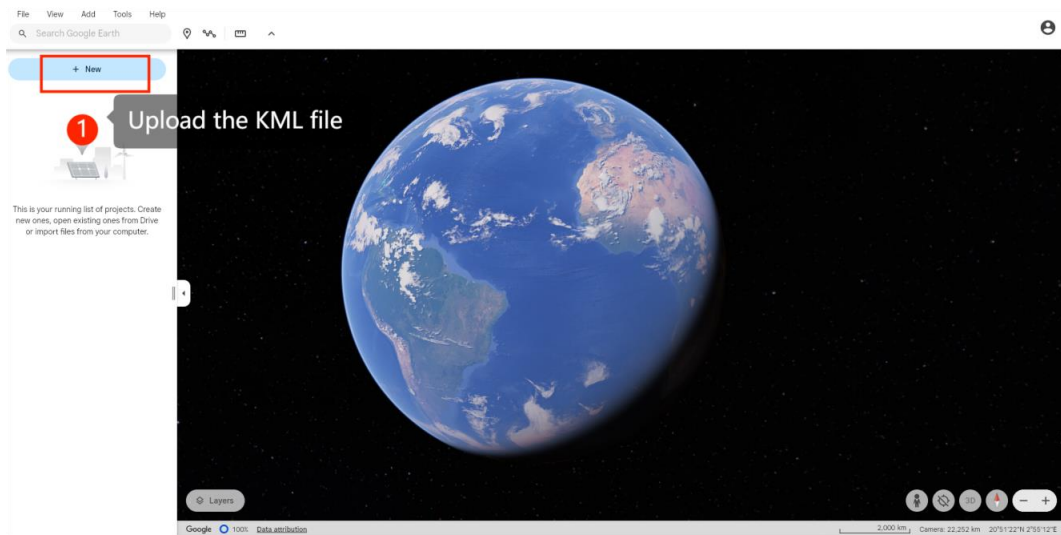 File View Add Tools Help
Search Google Earth
+ New
1 Upload the KML file
This is your running list of projects. Create
new ones, open existing ones from Drive
or import files from your computer.
Layers
3D
Google 100% Data attribution 2,000 km Camera: 22,252 km 20°51'22"N 2°55'12"E